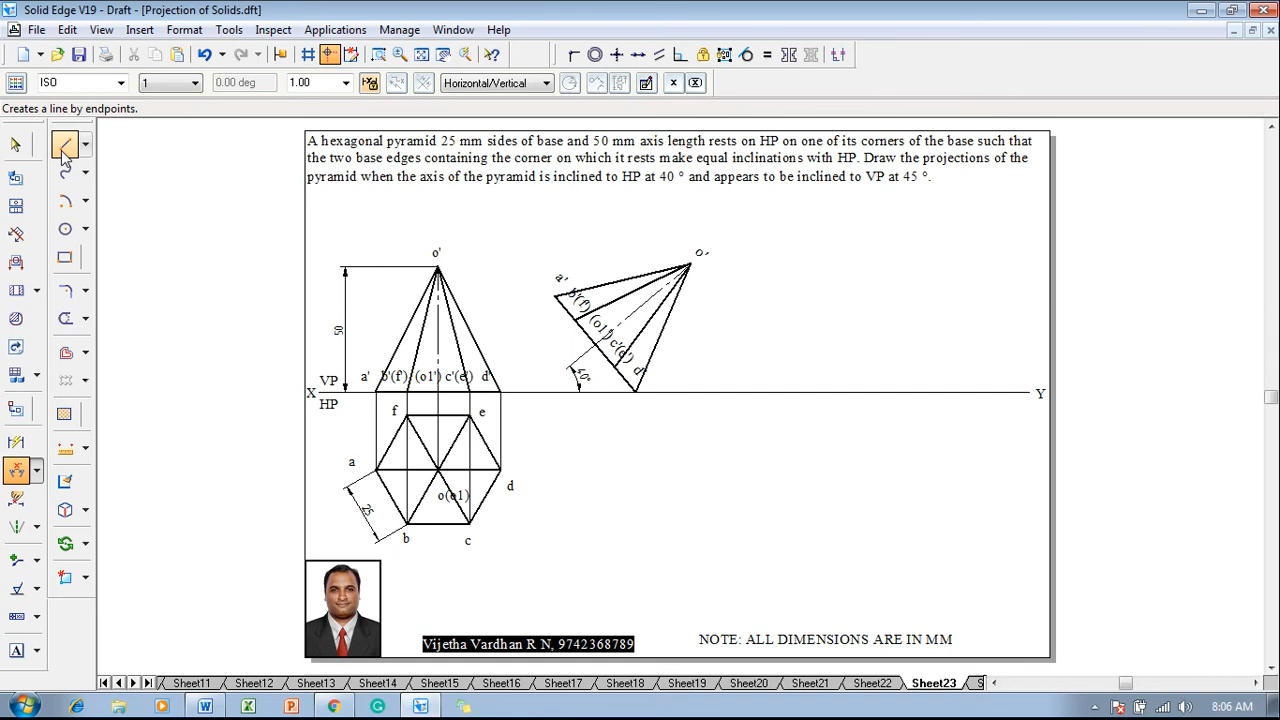 Solid Edge V19 - Draft - [Projection of Solids.dft]
File Edit View Insert Format Tools Inspect Applications Manage Window Help
ISO 1 0.00 deg 1.00 Horizontal/Vertical
Creates a line by endpoints.
A hexagonal pyramid 25 mm sides of base and 50 mm axis length rests on HP on one of its corners of the base such that
the two base edges containing the corner on which it rests make equal inclinations with HP. Draw the projections of the
pyramid when the axis of the pyramid is inclined to HP at 40 ° and appears to be inclined to VP at 45 °.
o' o'
a' b'(f') (o1') c'(e') d'
50
40°
VP a' b'(f') (o1') c'(e') d'
X Y
HP
f e
a
d
o(o1)
25
b c
Vijetha Vardhan R N, 9742368789
NOTE: ALL DIMENSIONS ARE IN MM
Sheet11 Sheet12 Sheet13 Sheet14 Sheet15 Sheet16 Sheet17 Sheet18 Sheet19 Sheet20 Sheet21 Sheet22 Sheet23 S
8:06 AM